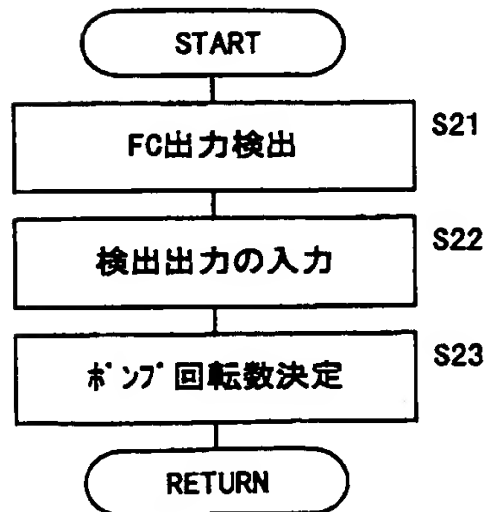 START
FC出力検出
S21
検出出力の入力
S22
ﾎﾟﾝﾌﾟ回転数決定
S23
RETURN